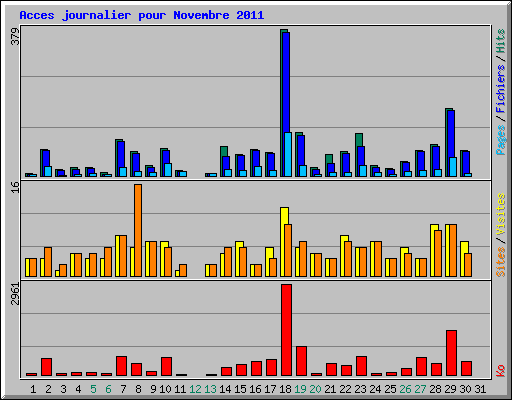 Acces journalier pour Novembre 2011
379
Pages / Fichiers / Hits
16
Sites / Visites
2961
Ko
1 2 3 4 5 6 7 8 9 10 11 12 13 14 15 16 17 18 19 20 21 22 23 24 25 26 27 28 29 30 31